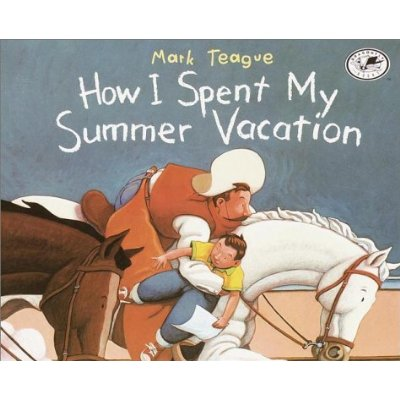 Mark Teague
How I Spent My
Summer Vacation